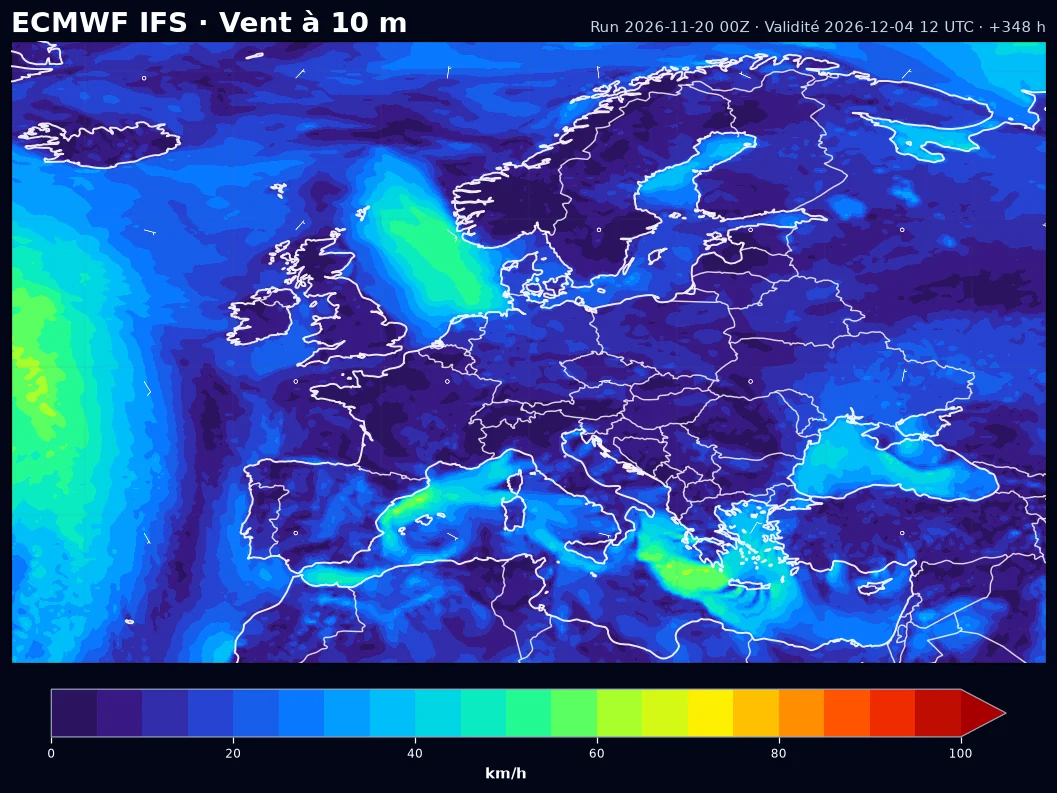 ECMWF IFS · Vent à 10 m
Run 2026-11-20 00Z · Validité 2026-12-04 12 UTC · +348 h
0 20 40 60 80 100
km/h